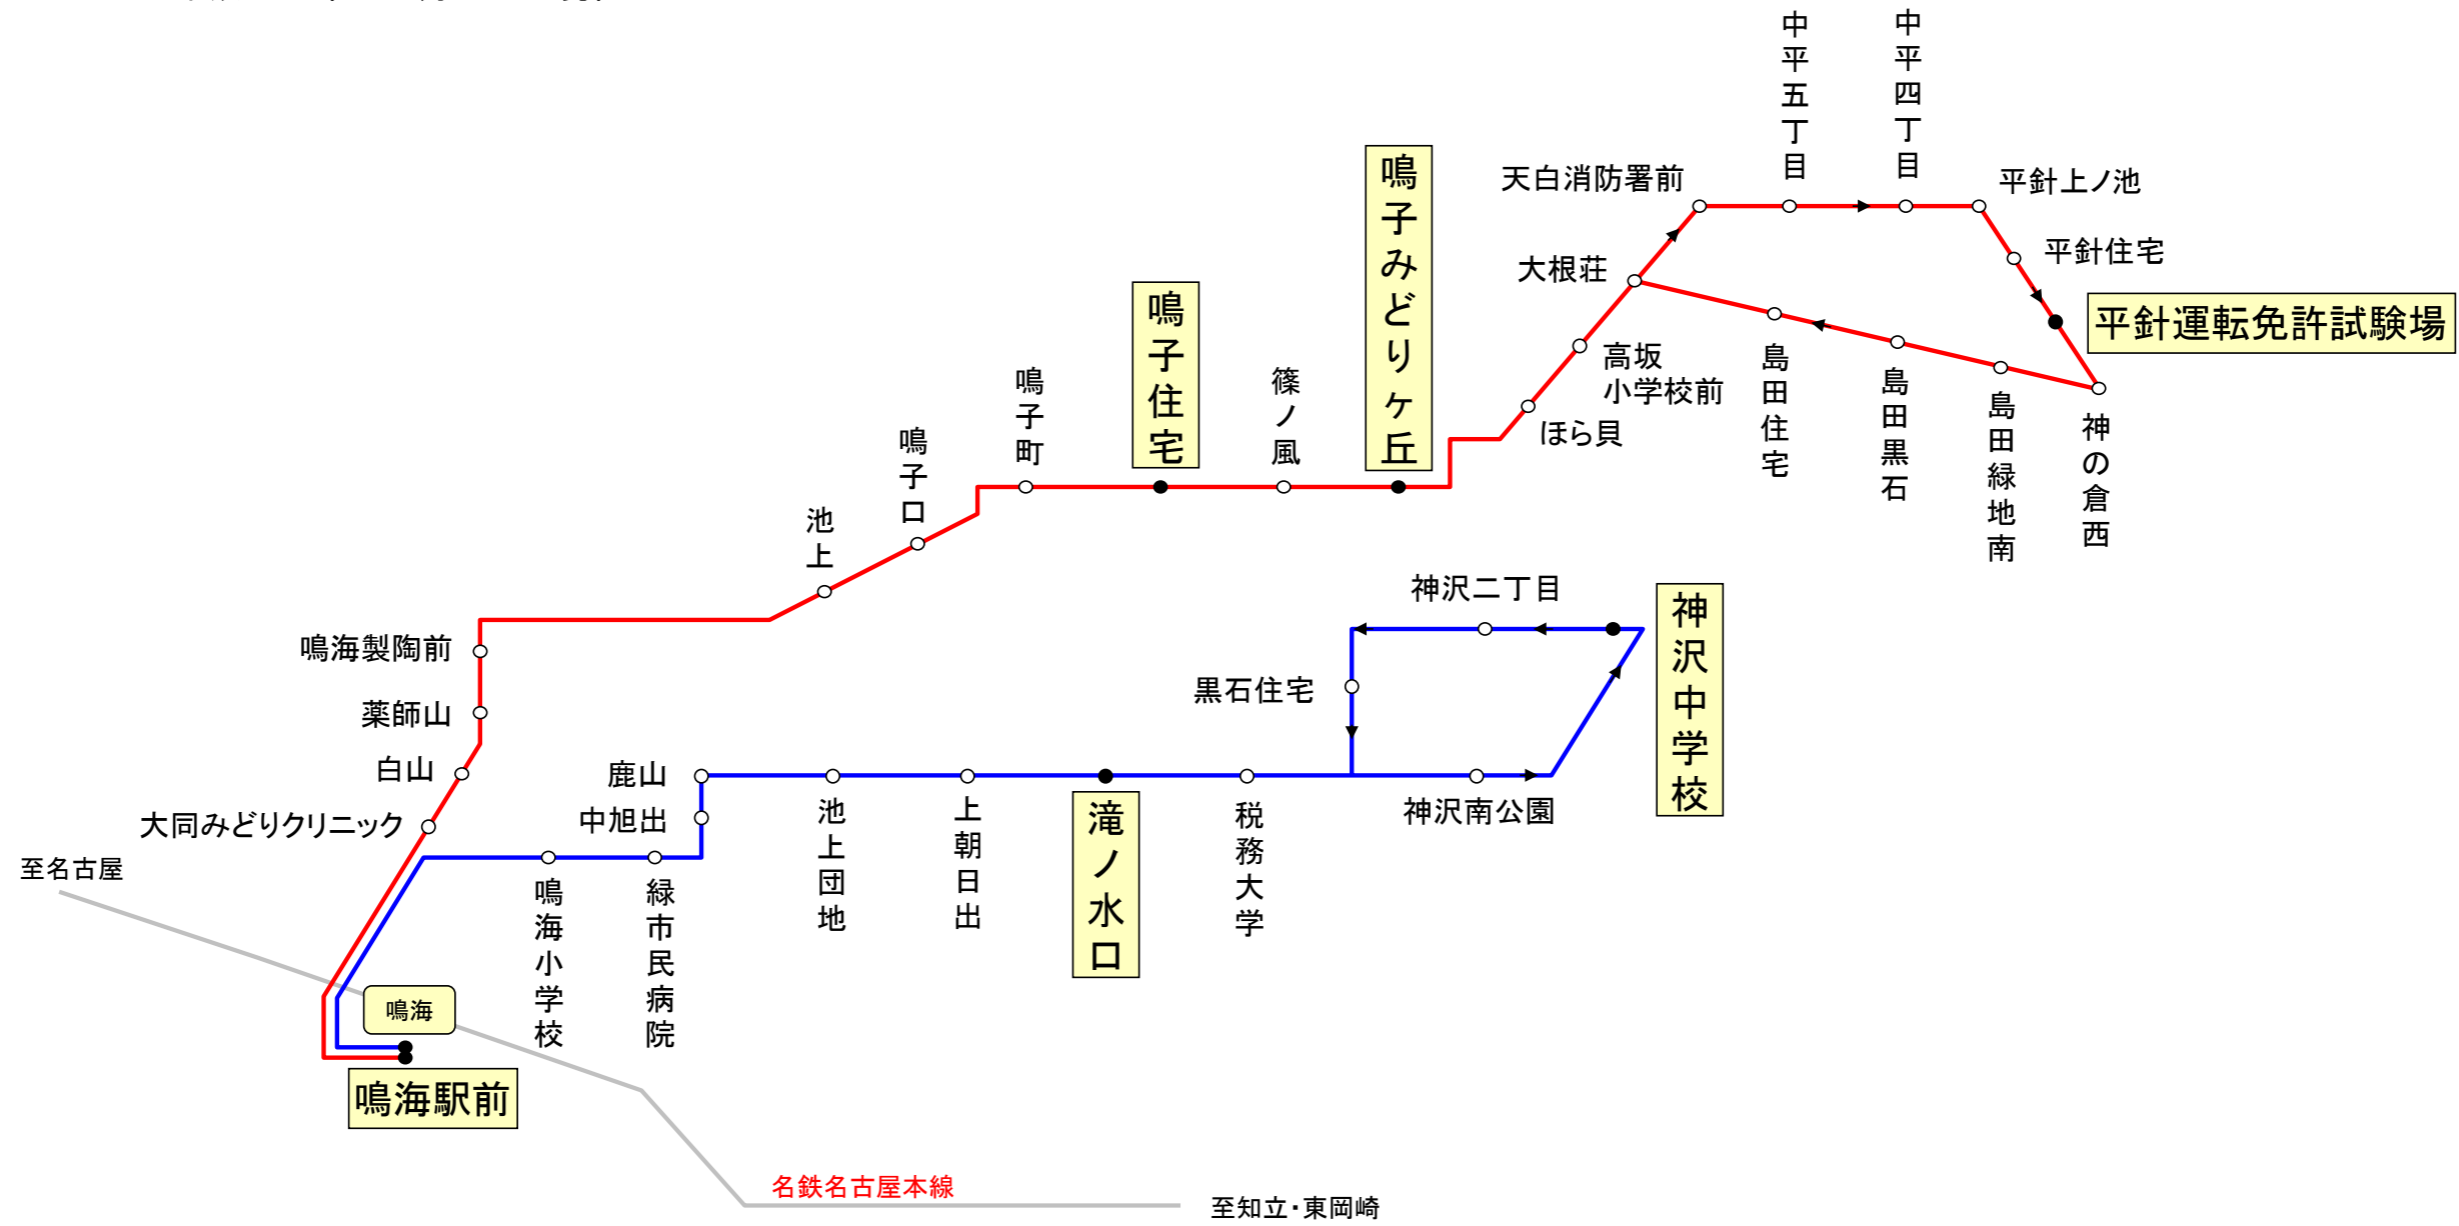 中平五丁目
中平四丁目
天白消防署前
平針上ノ池
鳴子みどりヶ丘
大根荘
平針住宅
平針運転免許試験場
鳴子住宅
高坂
小学校前
ほら貝
島田住宅
島田黒石
島田緑地南
神の倉西
篠ノ風
鳴子町
鳴子口
池上
鳴海製陶前
薬師山
白山
大同みどりクリニック
神沢二丁目
神沢中学校
黒石住宅
神沢南公園
税務大学
滝ノ水口
上朝日出
池上団地
鹿山
中旭出
緑市民病院
鳴海小学校
至名古屋
鳴海
鳴海駅前
名鉄名古屋本線
至知立・東岡崎